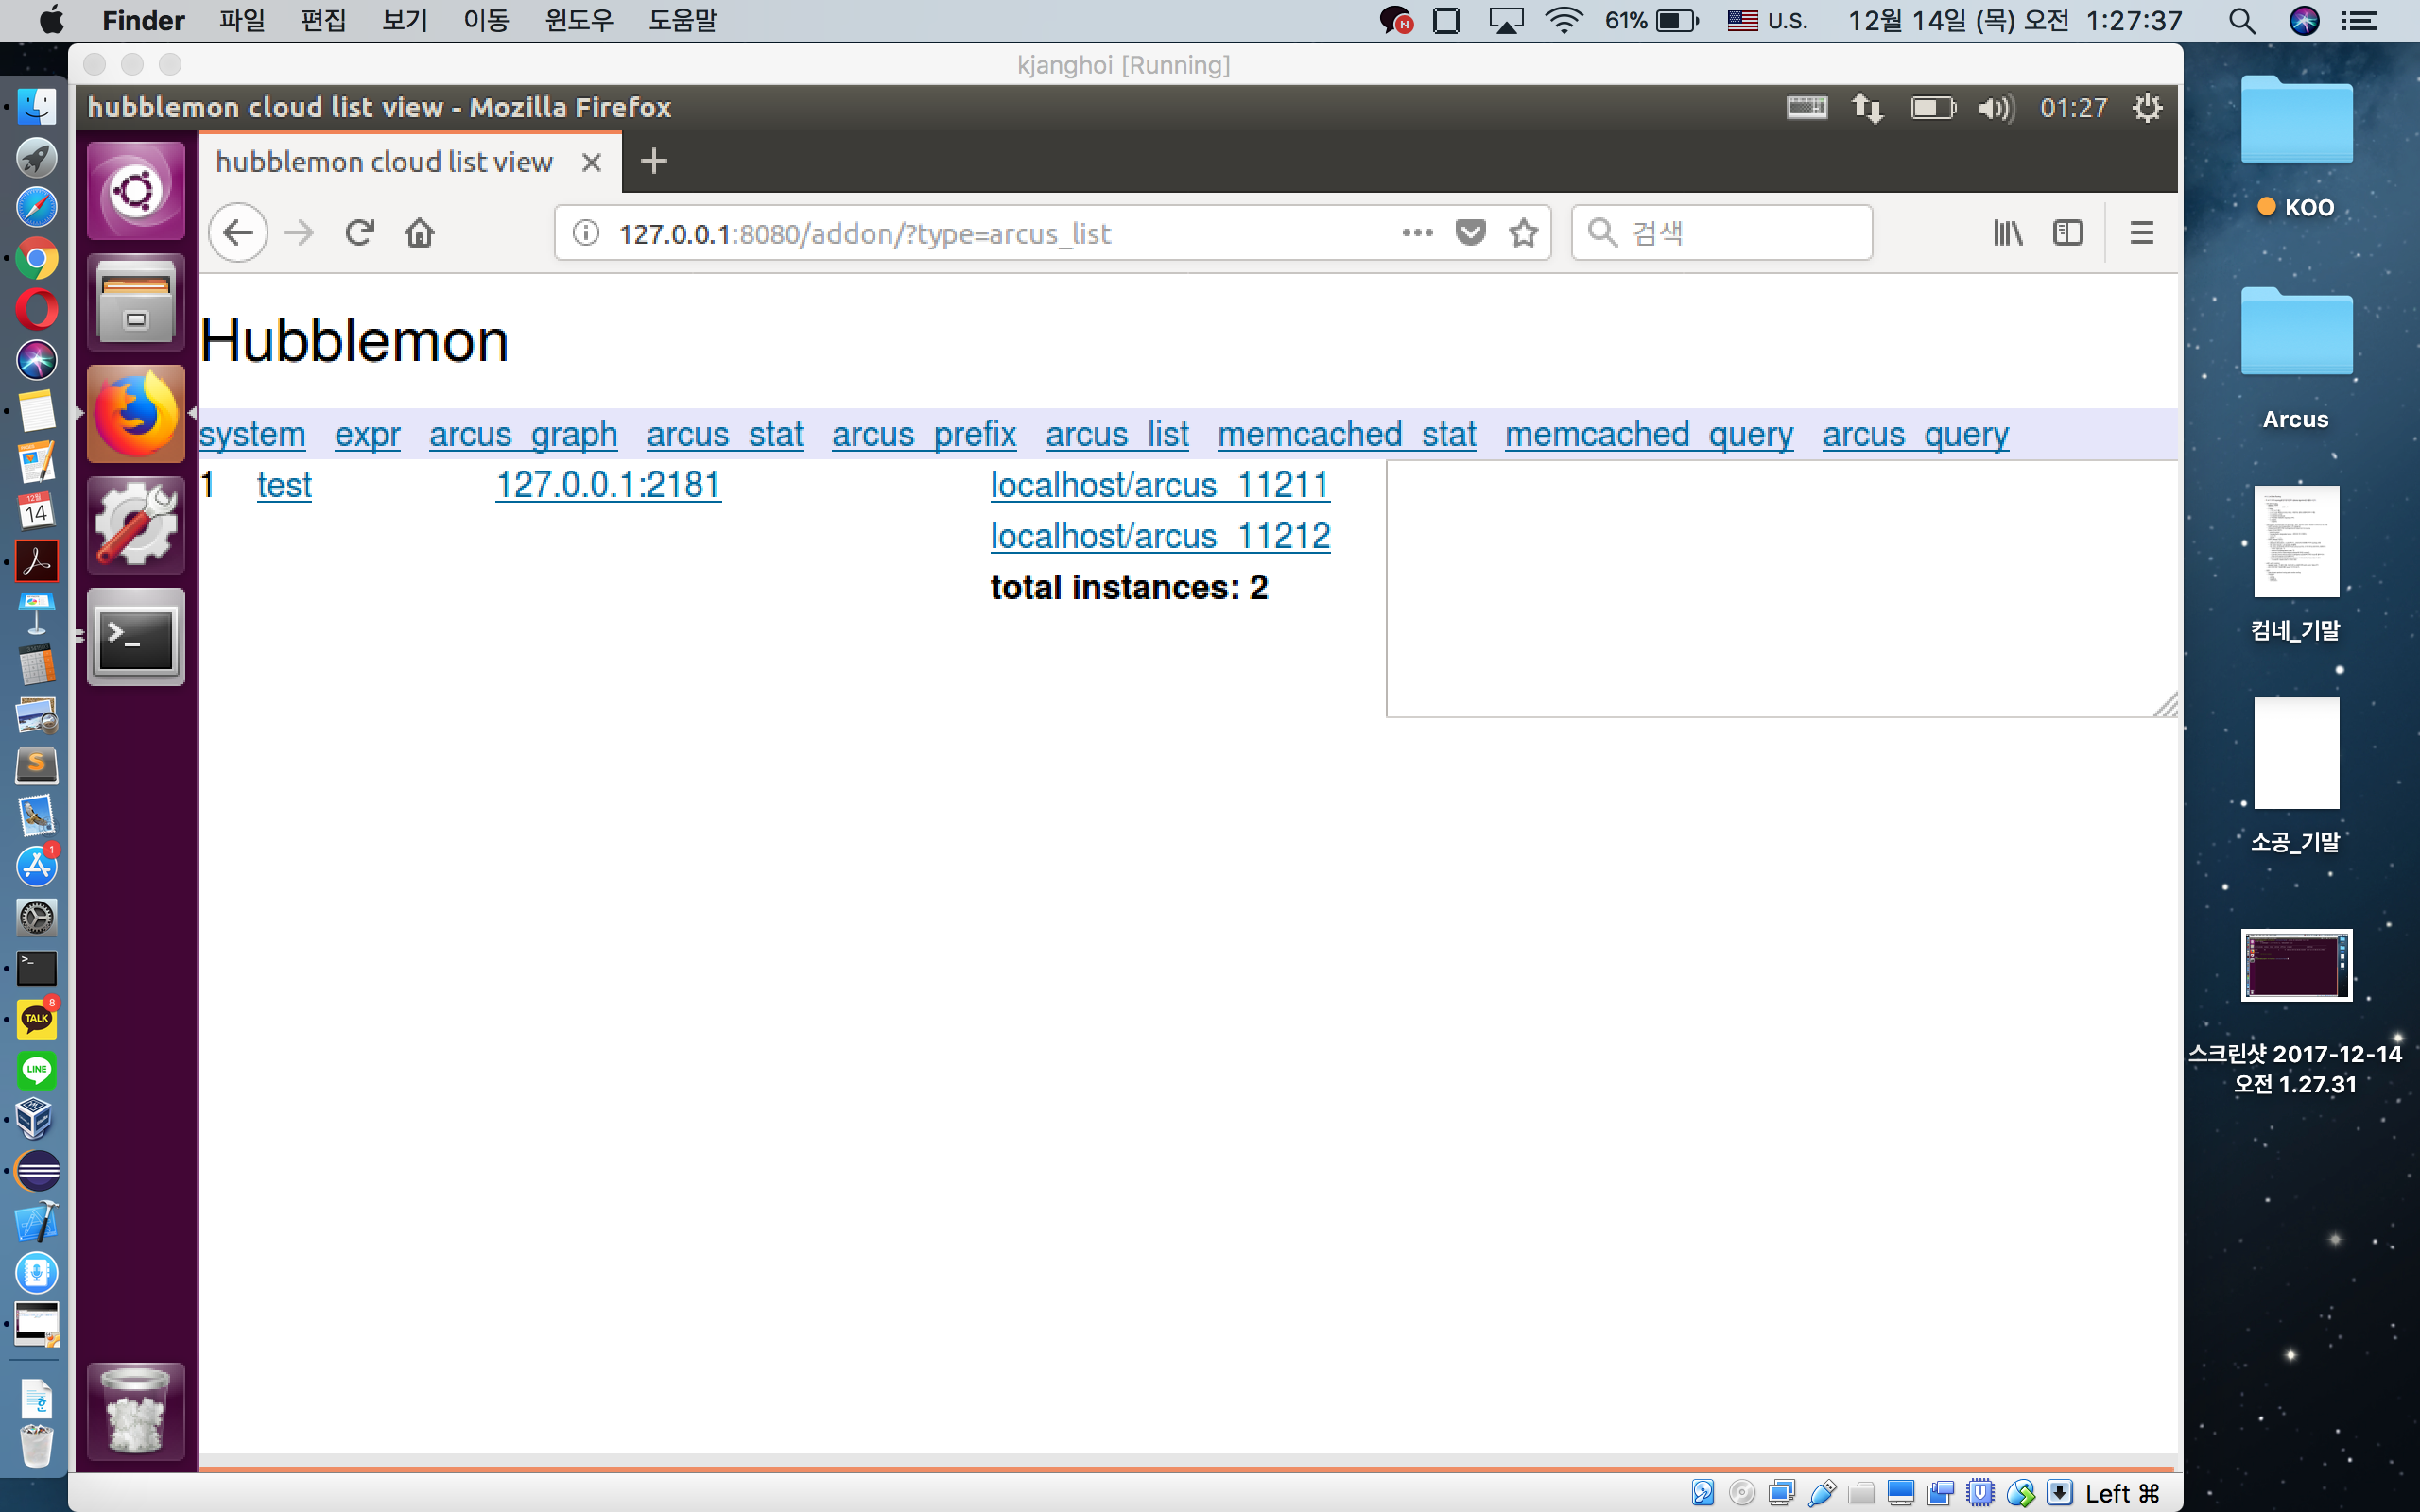 Finder 파일 편집 보기 이동 윈도우 도움말 N 61% U.S. 12월 14일 (목) 오전 1:27:37
kjanghoi [Running]
hubblemon cloud list view - Mozilla Firefox 01:27
hubblemon cloud list view
127.0.0.1:8080/addon/?type=arcus_list 검색
Hubblemon
system expr arcus_graph arcus_stat arcus_prefix arcus_list memcached_stat memcached_query arcus_query
1 test 127.0.0.1:2181 localhost/arcus_11211
localhost/arcus_11212
total instances: 2
KOO
Arcus
컴네_기말
소공_기말
스크린샷 2017-12-14
오전 1.27.31
12월
14
1
8
TALK
LINE
Left ⌘